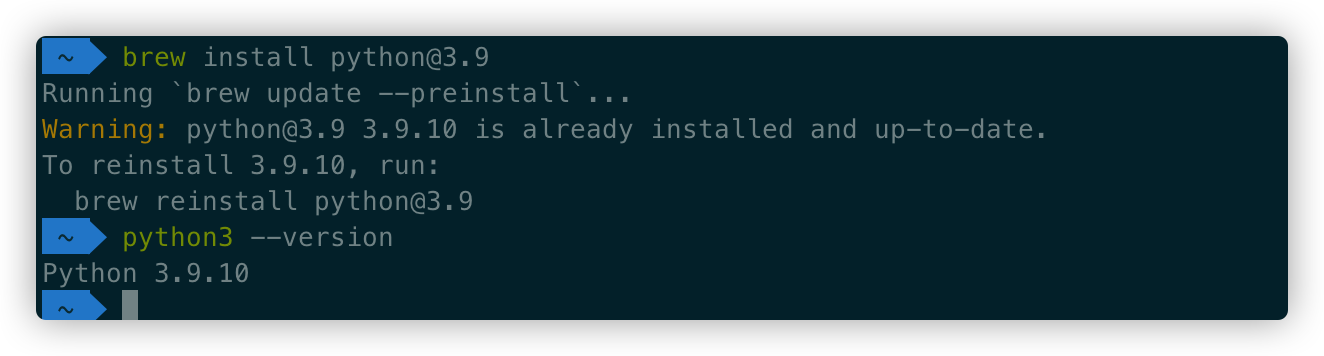 ~ brew install python@3.9
Running `brew update --preinstall`...
Warning: python@3.9 3.9.10 is already installed and up-to-date.
To reinstall 3.9.10, run:
  brew reinstall python@3.9
~ python3 --version
Python 3.9.10
~